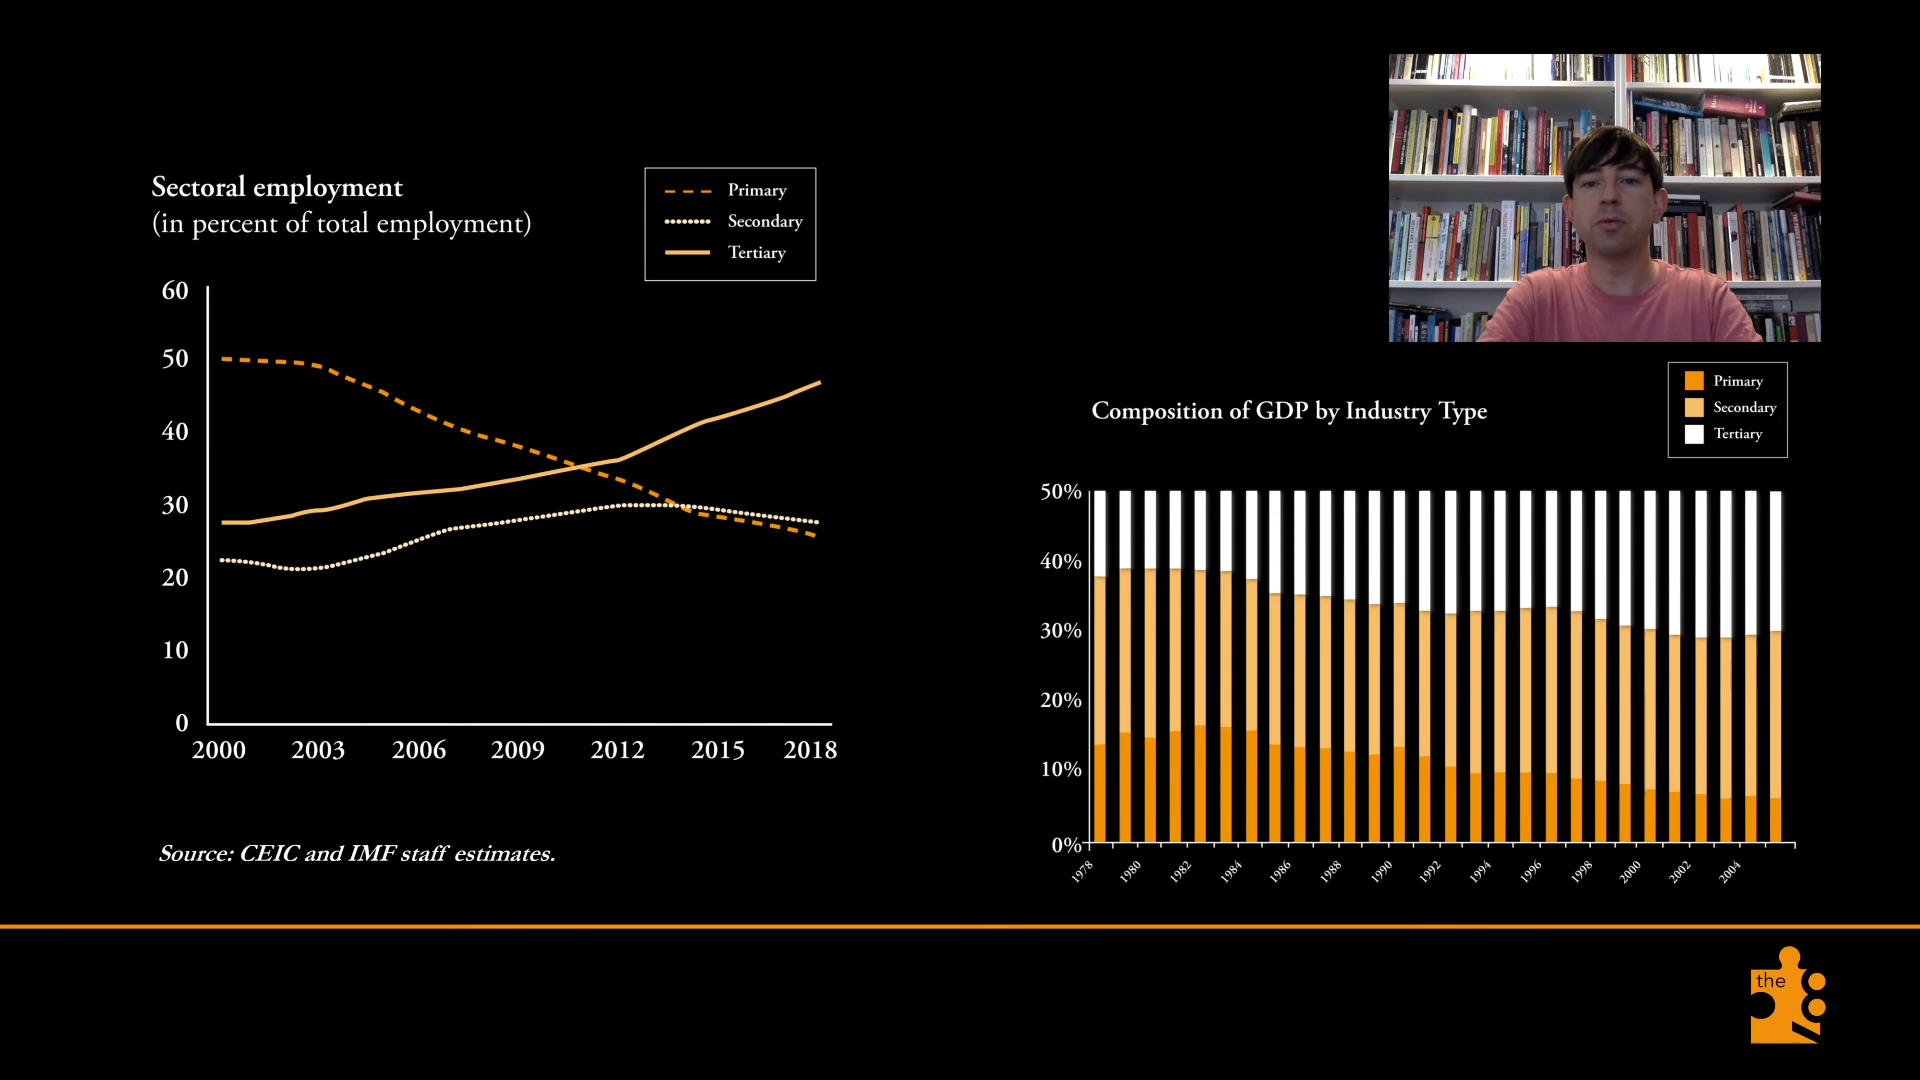 Sectoral employment
(in percent of total employment)
Primary
Secondary
Tertiary
60
50
40
30
20
10
0
2000 2003 2006 2009 2012 2015 2018
Source: CEIC and IMF staff estimates.
Composition of GDP by Industry Type
Primary
Secondary
Tertiary
50%
40%
30%
20%
10%
0%
1978 1980 1982 1984 1986 1988 1990 1992 1994 1996 1998 2000 2002 2004
the